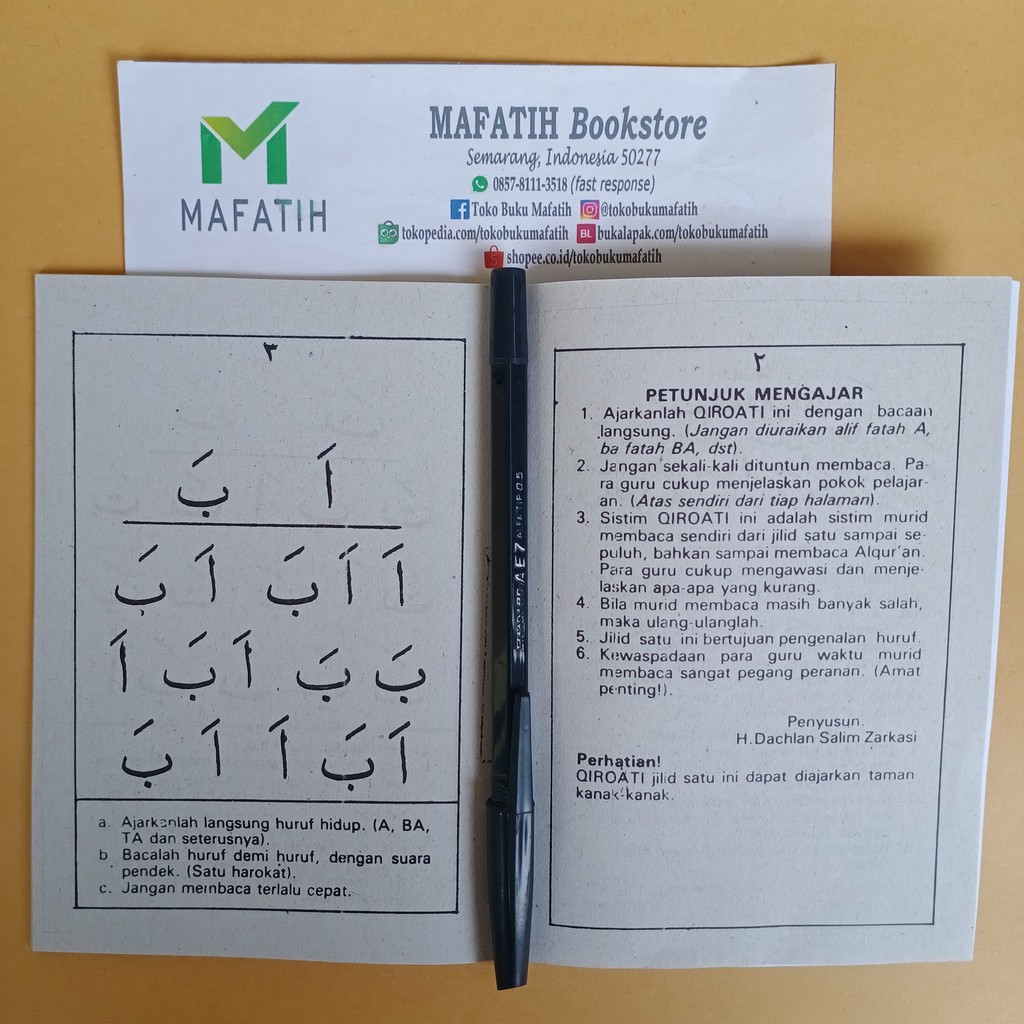 MAFATIH
MAFATIH Bookstore
Semarang, Indonesia 50277
0857-8111-3518 (fast response)
Toko Buku Mafatih @tokobukumafatih
tokopedia.com/tokobukumafatih BL bukalapak.com/tokobukumafatih
shopee.co.id/tokobukumafatih
٢
PETUNJUK MENGAJAR
1. Ajarkanlah QIROATI ini dengan bacaan
langsung. (Jangan diuraikan alif fatah A,
ba fatah BA, dst).
2. Jangan sekali-kali dituntun membaca. Pa-
ra guru cukup menjelaskan pokok pelajar-
an. (Atas sendiri dari tiap halaman).
3. Sistim QIROATI ini adalah sistim murid
membaca sendiri dari jilid satu sampai se-
puluh, bahkan sampai membaca Alqur'an.
Para guru cukup mengawasi dan menje-
laskan apa-apa yang kurang.
4. Bila murid membaca masih banyak salah,
maka ulang-ulanglah.
5. Jilid satu ini bertujuan pengenalan huruf.
6. Kewaspadaan para guru waktu murid
membaca sangat pegang peranan. (Amat
penting!).
Penyusun.
H.Dachlan Salim Zarkasi
Perhatian!
QIROATI jilid satu ini dapat diajarkan taman
kanak-kanak.
٣
اَ بَ
اَ اَ بَ اَ بَ
بَ بَ اَ بَ اَ
اَ بَ اَ اَ بَ
a. Ajarkanlah langsung huruf hidup. (A, BA,
TA dan seterusnya).
b Bacalah huruf demi huruf, dengan suara
pendek. (Satu harokat).
c. Jangan membaca terlalu cepat.
AE7 ALFA TIP 0.5